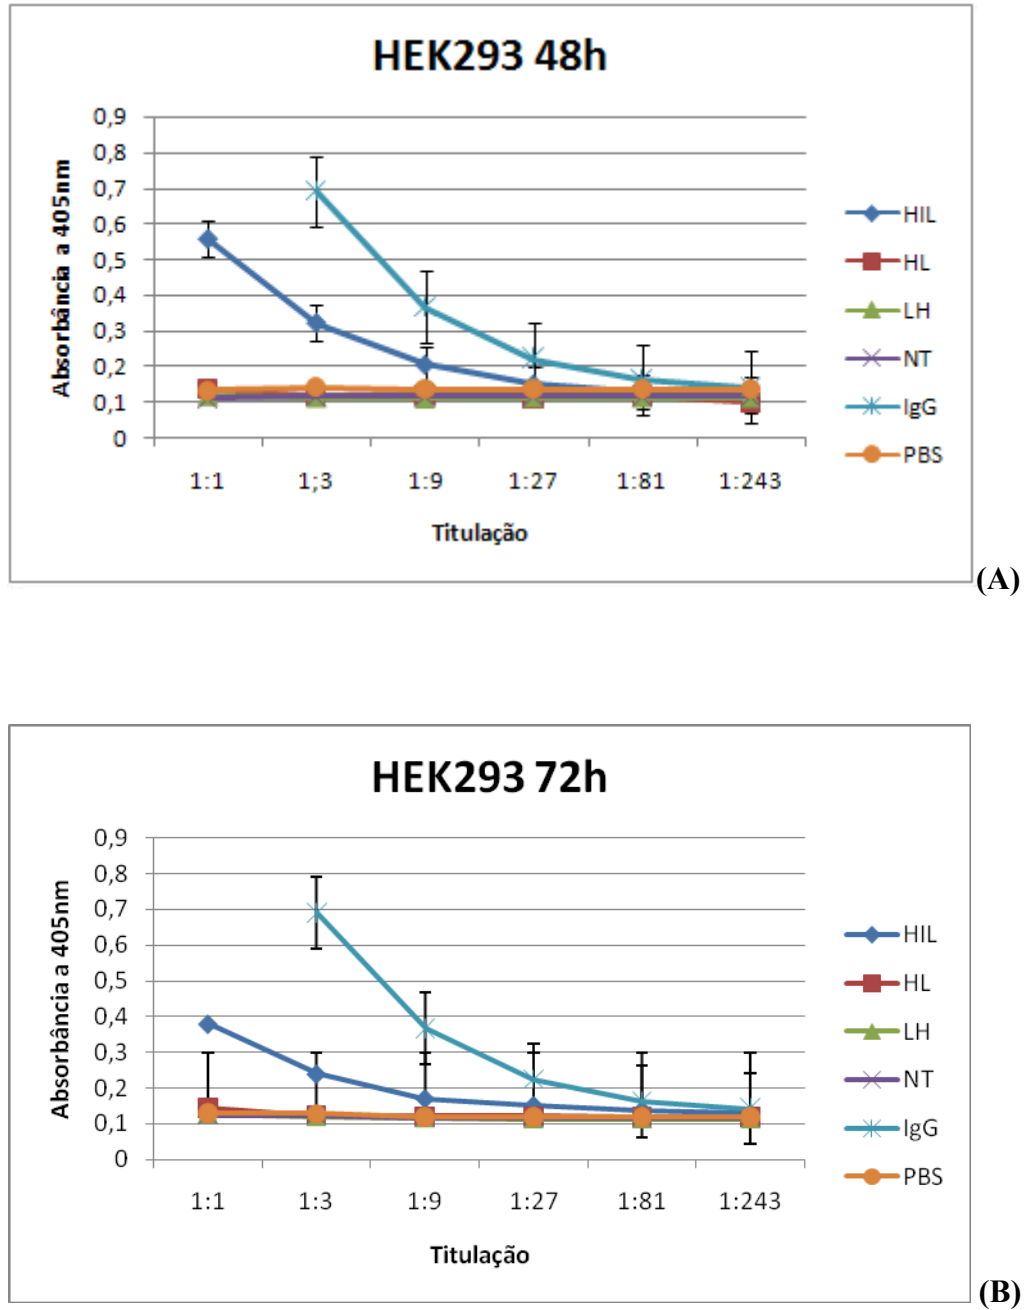 HEK293 48h
Absorbância a 405nm
0,9
0,8
0,7
0,6
0,5
0,4
0,3
0,2
0,1
0
1:1 1;3 1:9 1:27 1:81 1:243
Titulação
HIL
HL
LH
NT
IgG
PBS
(A)
HEK293 72h
Absorbância a 405nm
0,9
0,8
0,7
0,6
0,5
0,4
0,3
0,2
0,1
0
1:1 1:3 1:9 1:27 1:81 1:243
Titulação
HIL
HL
LH
NT
IgG
PBS
(B)